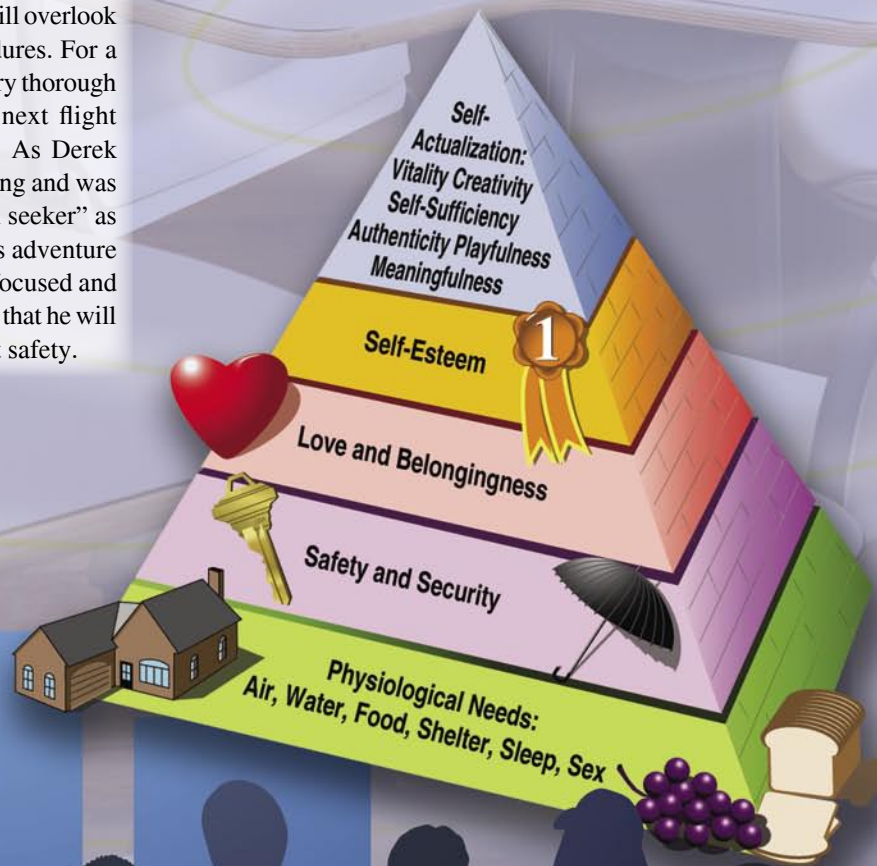 ill overlook
lures. For a
ry thorough
next flight
As Derek
ng and was
seeker” as
s adventure
focused and
that he will
safety.
Self-
Actualization:
Vitality Creativity
Self-Sufficiency
Authenticity Playfulness
Meaningfulness
1
Self-Esteem
Love and Belongingness
Safety and Security
Physiological Needs:
Air, Water, Food, Shelter, Sleep, Sex